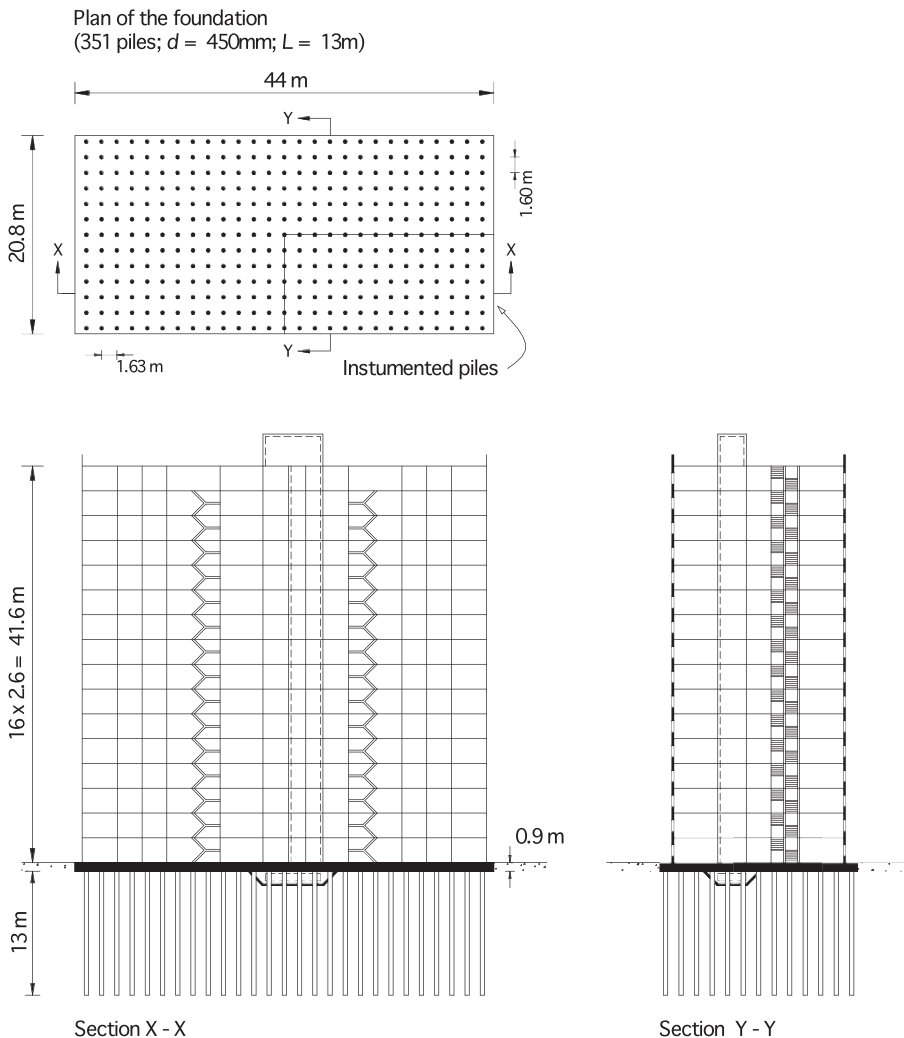 Plan of the foundation
(351 piles; d = 450mm; L = 13m)
44 m
Y
1.60 m
20.8 m
X
X
Y
1.63 m
Instumented piles
16 x 2.6 = 41.6 m
0.9 m
13 m
Section X - X
Section Y - Y